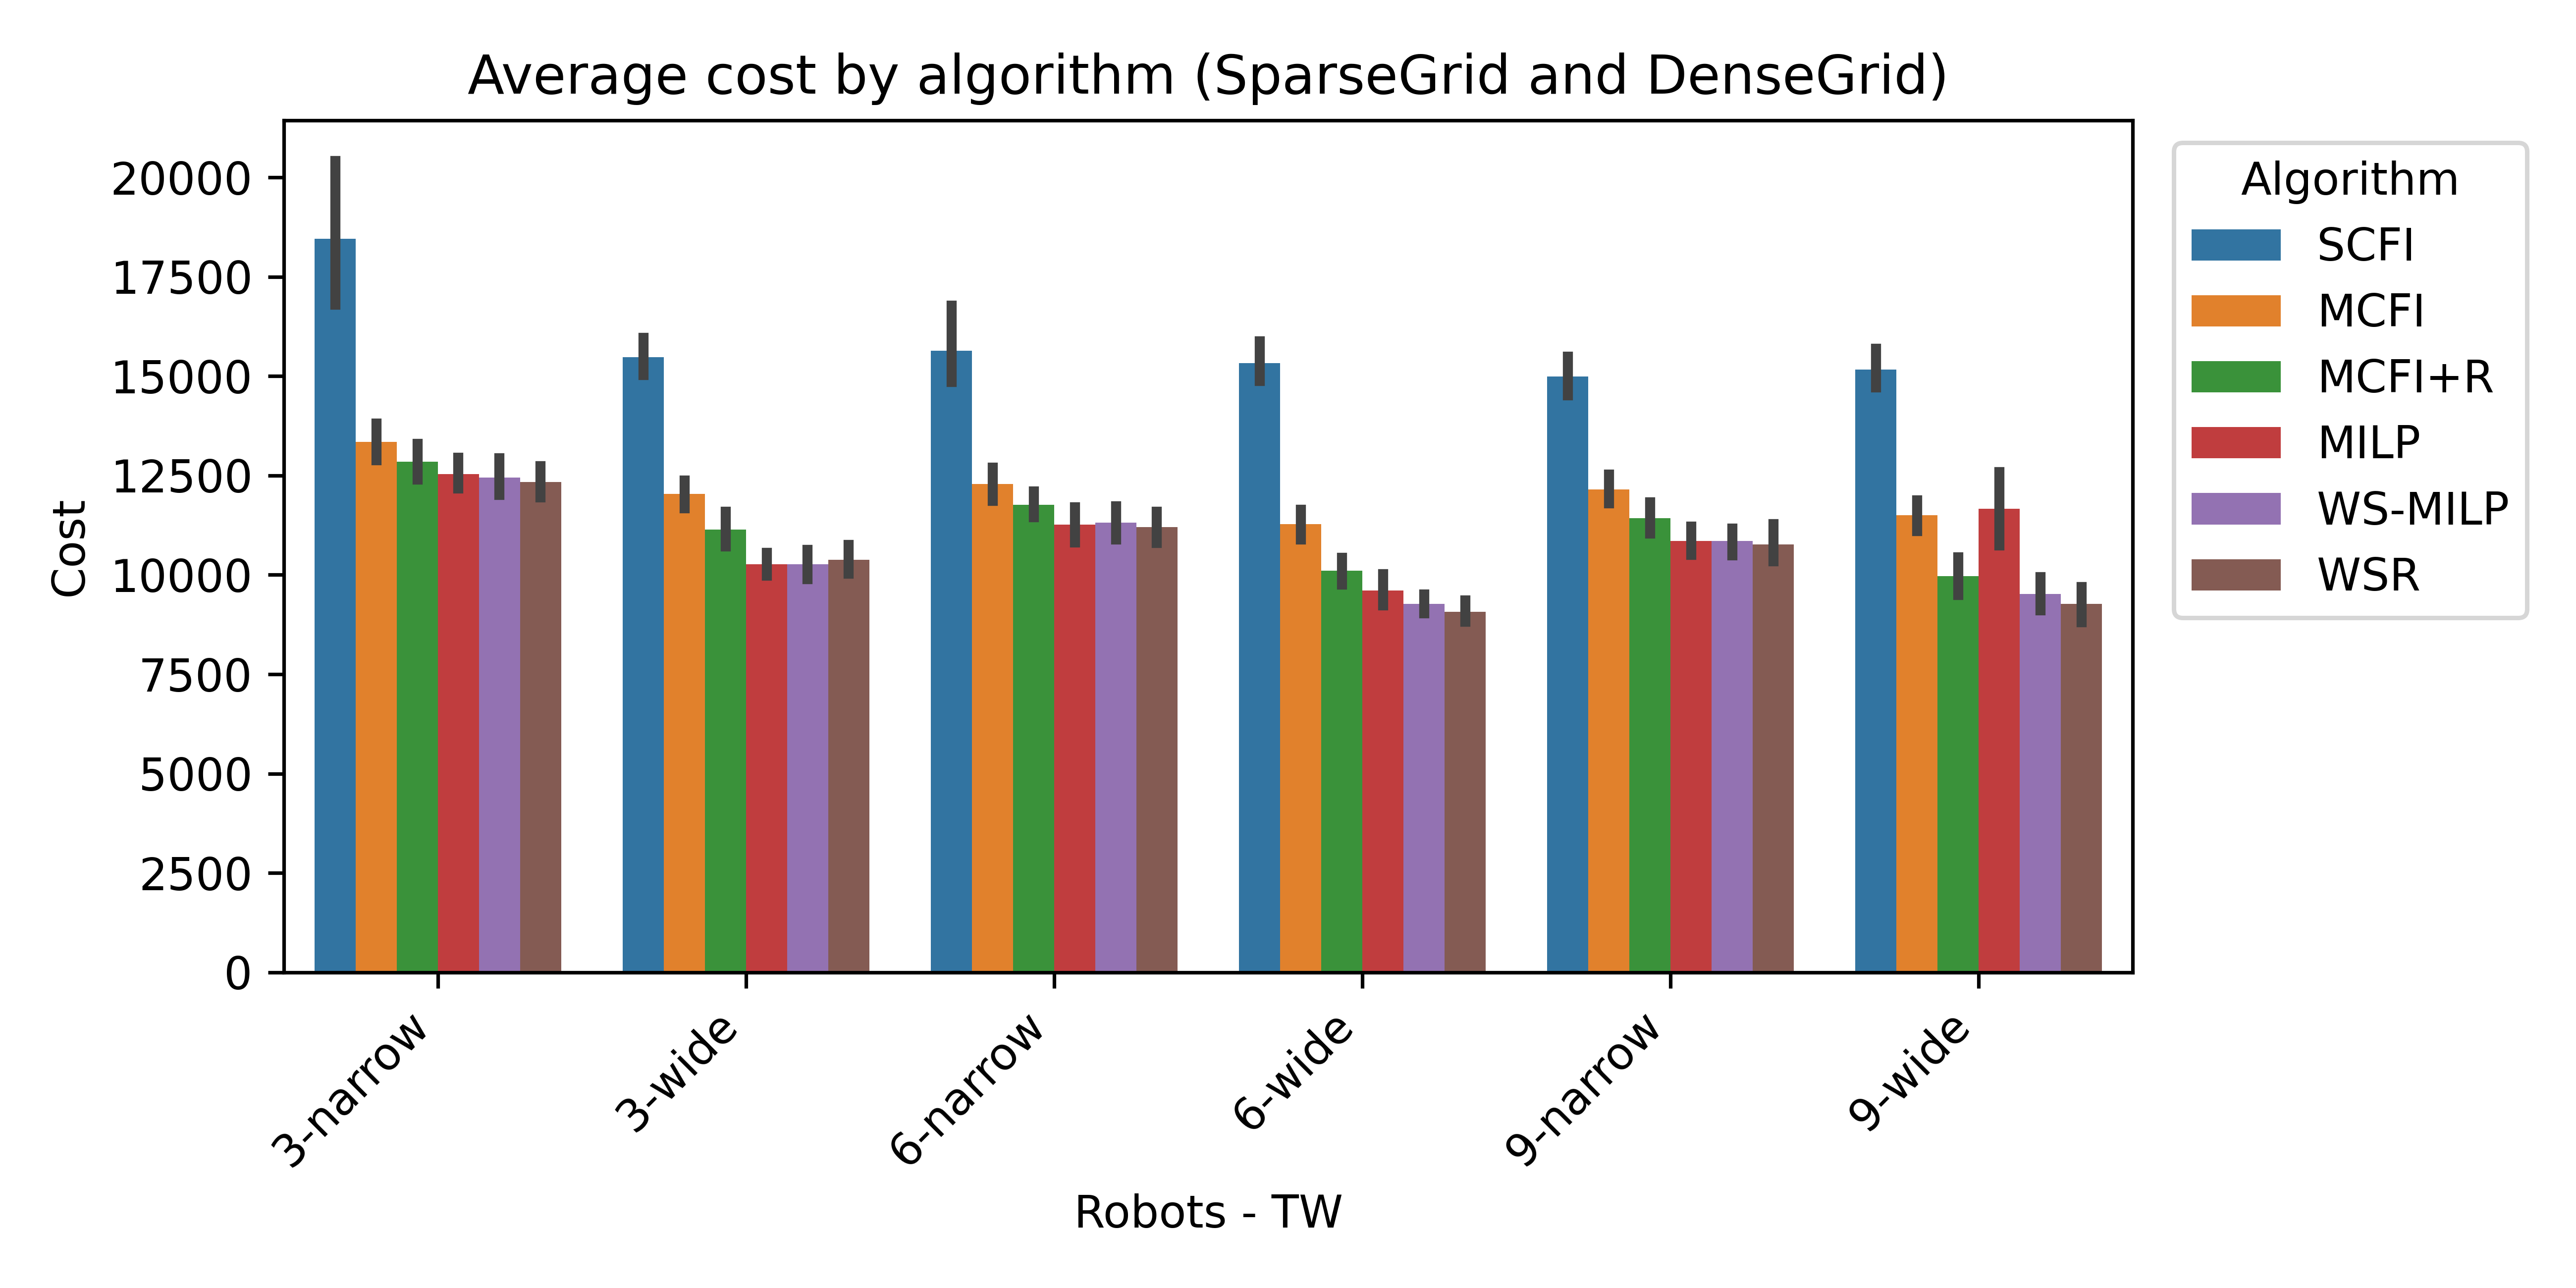 Average cost by algorithm (SparseGrid and DenseGrid)
Cost
20000
17500
15000
12500
10000
7500
5000
2500
0
3-narrow
3-wide
6-narrow
6-wide
9-narrow
9-wide
Robots - TW
Algorithm
SCFI
MCFI
MCFI+R
MILP
WS-MILP
WSR